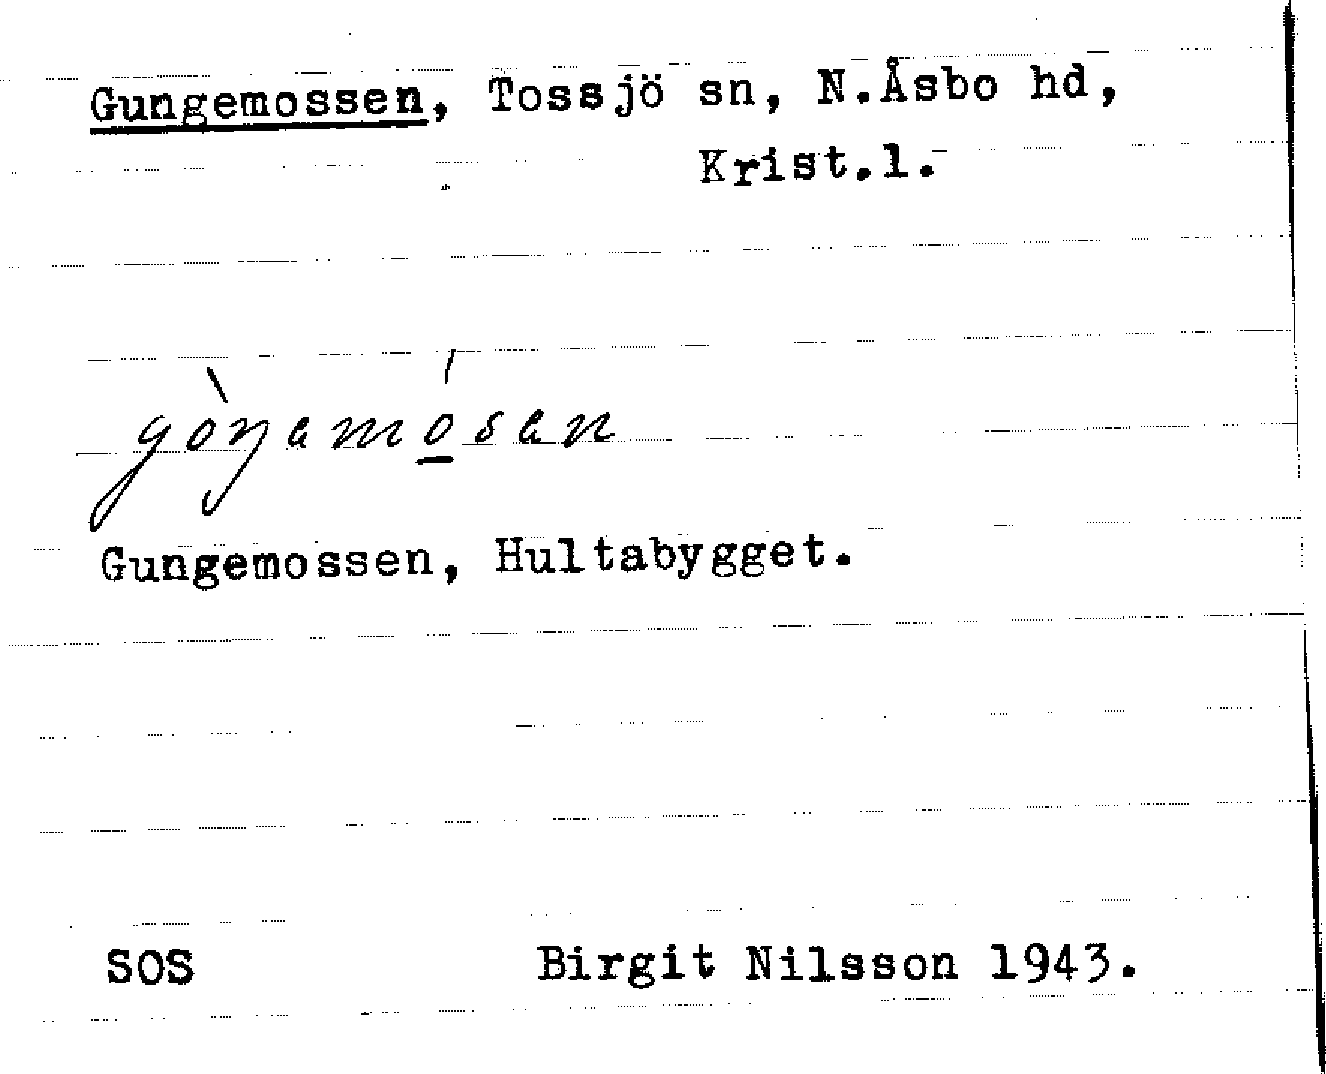 Gungemossen, Tossjö sn, N.Åsbo hd,
Krist.l.
gòŋamósan
Gungemossen, Hultabygget.
SOS Birgit Nilsson 1943.